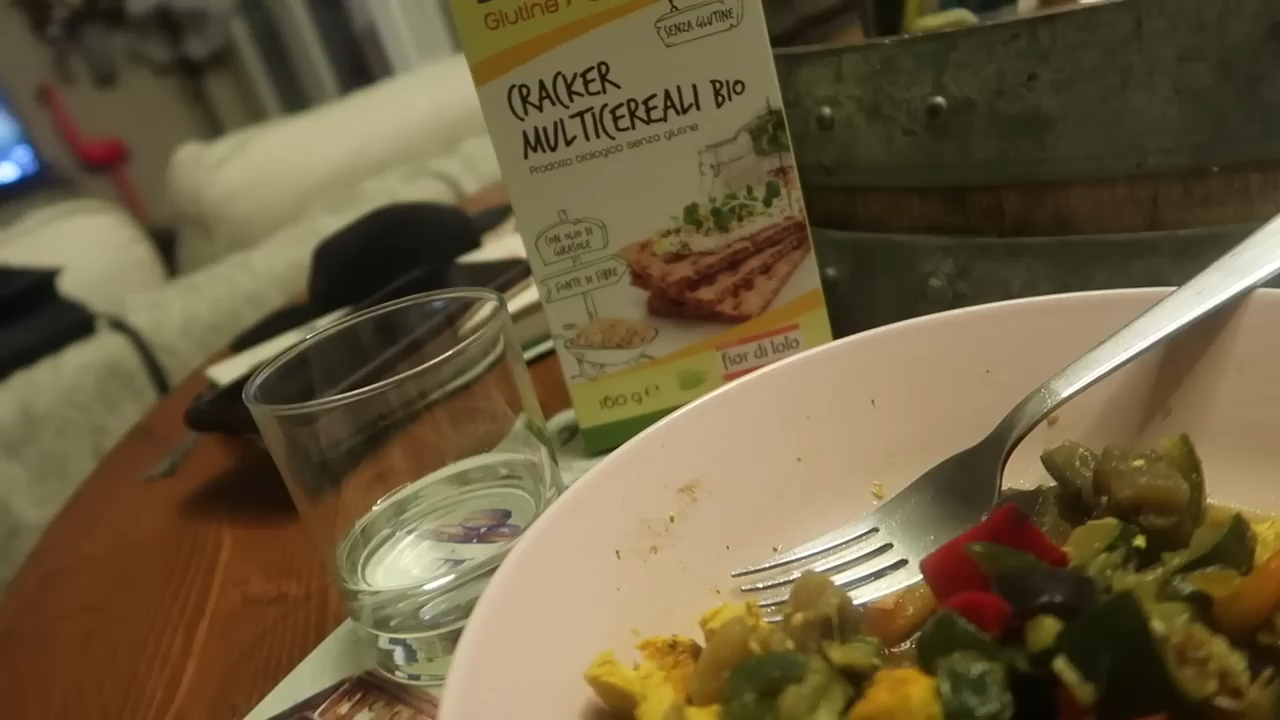 Glutine
SENZA GLUTINE
CRACKER
MULTICEREALI BIO
Prodotto biologico senza glutine
CON OLIO DI
GIRASOLE
FONTE DI FIBRE
fior di loto
160 g e